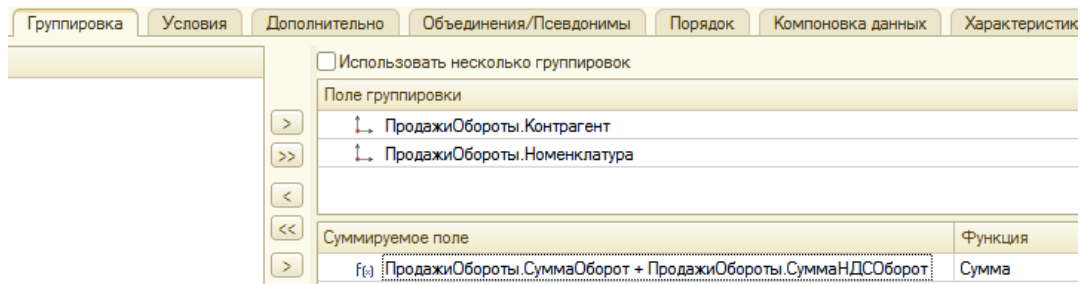 Группировка Условия Дополнительно Объединения/Псевдонимы Порядок Компоновка данных Характеристик
Использовать несколько группировок
Поле группировки
ПродажиОбороты.Контрагент
ПродажиОбороты.Номенклатура
Суммируемое поле Функция
ПродажиОбороты.СуммаОборот + ПродажиОбороты.СуммаНДСОборот Сумма